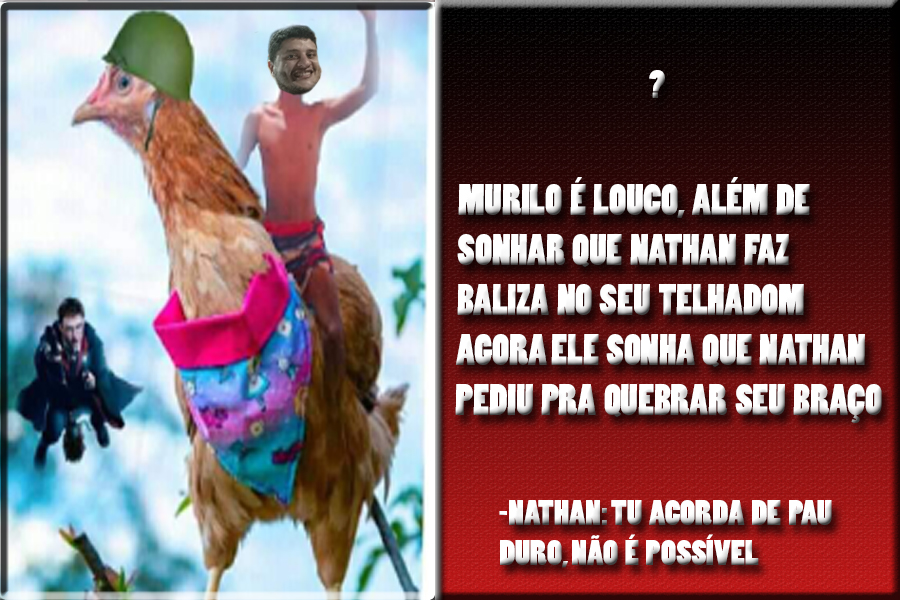 ?
MURILO É LOUCO, ALÉM DE
SONHAR QUE NATHAN FAZ
BALIZA NO SEU TELHADOM
AGORA ELE SONHA QUE NATHAN
PEDIU PRA QUEBRAR SEU BRAÇO
-NATHAN: TU ACORDA DE PAU
DURO, NÃO É POSSÍVEL